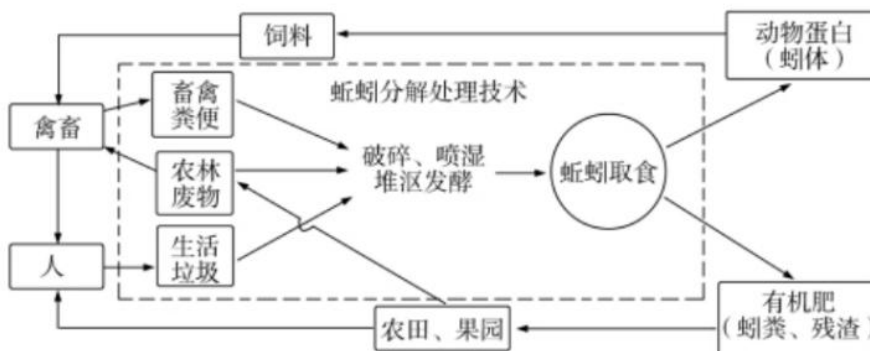 饲料
动物蛋白
（蚓体）
畜禽
粪便
蚯蚓分解处理技术
禽畜
破碎、喷湿
堆沤发酵
蚯蚓取食
农林
废物
生活
垃圾
人
农田、果园
有机肥
（蚓粪、残渣）